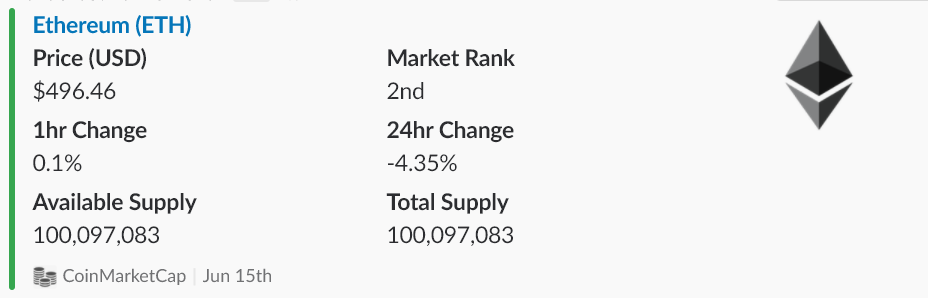 Ethereum (ETH)
Price (USD) Market Rank
$496.46 2nd
1hr Change 24hr Change
0.1% -4.35%
Available Supply Total Supply
100,097,083 100,097,083
CoinMarketCap | Jun 15th